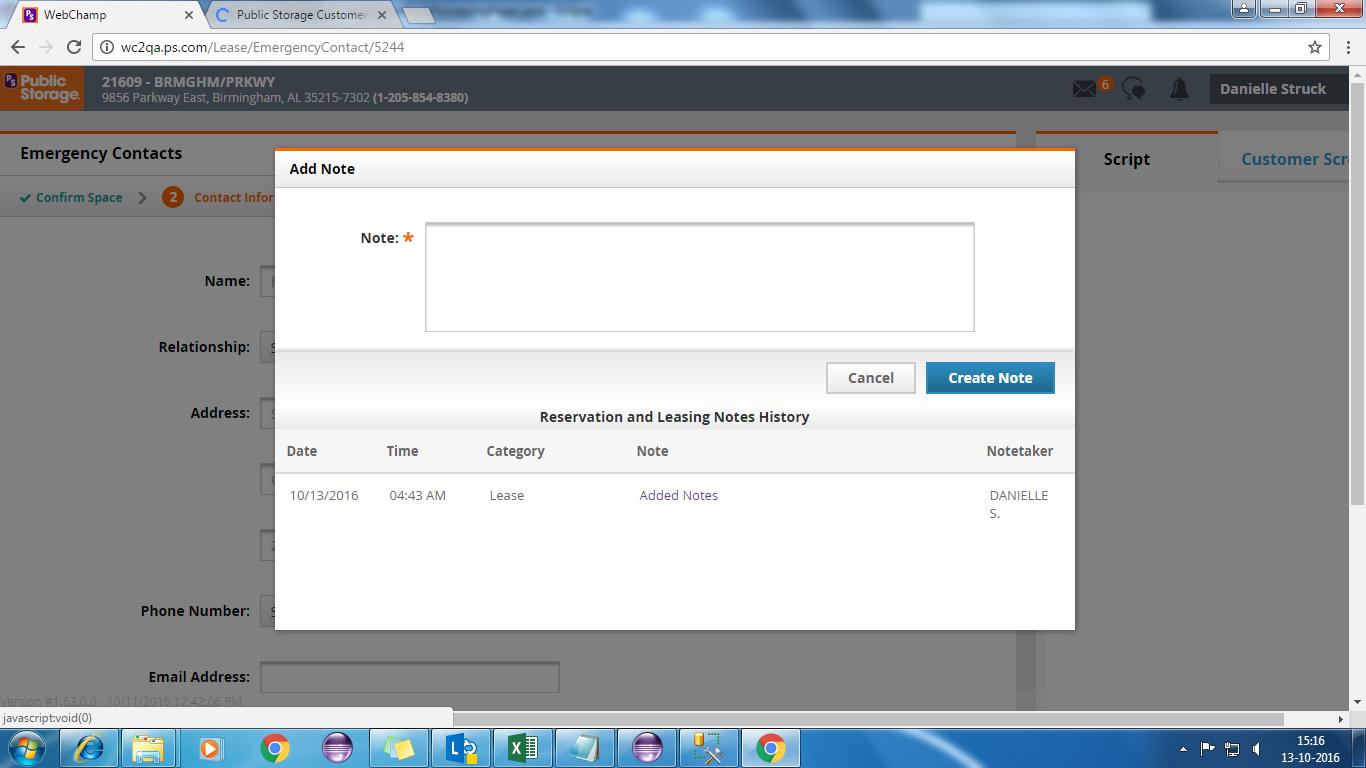 WebChamp
Public Storage Customer
wc2qa.ps.com/Lease/EmergencyContact/5244
PS Public Storage.
21609 - BRMGHM/PRKWY
9856 Parkway East, Birmingham, AL 35215-7302 (1-205-854-8380)
6
Danielle Struck
Emergency Contacts
Script
Customer Scr
Confirm Space
2
Contact Infor
Add Note
Note: *
Name:
Relationship:
Address:
Phone Number:
Email Address:
Cancel
Create Note
Reservation and Leasing Notes History
Date Time Category Note Notetaker
10/13/2016 04:43 AM Lease Added Notes DANIELLE
S.
Version #1.63.0.0 - 10/11/2016 12:42:06 PM
javascript:void(0)
15:16
13-10-2016